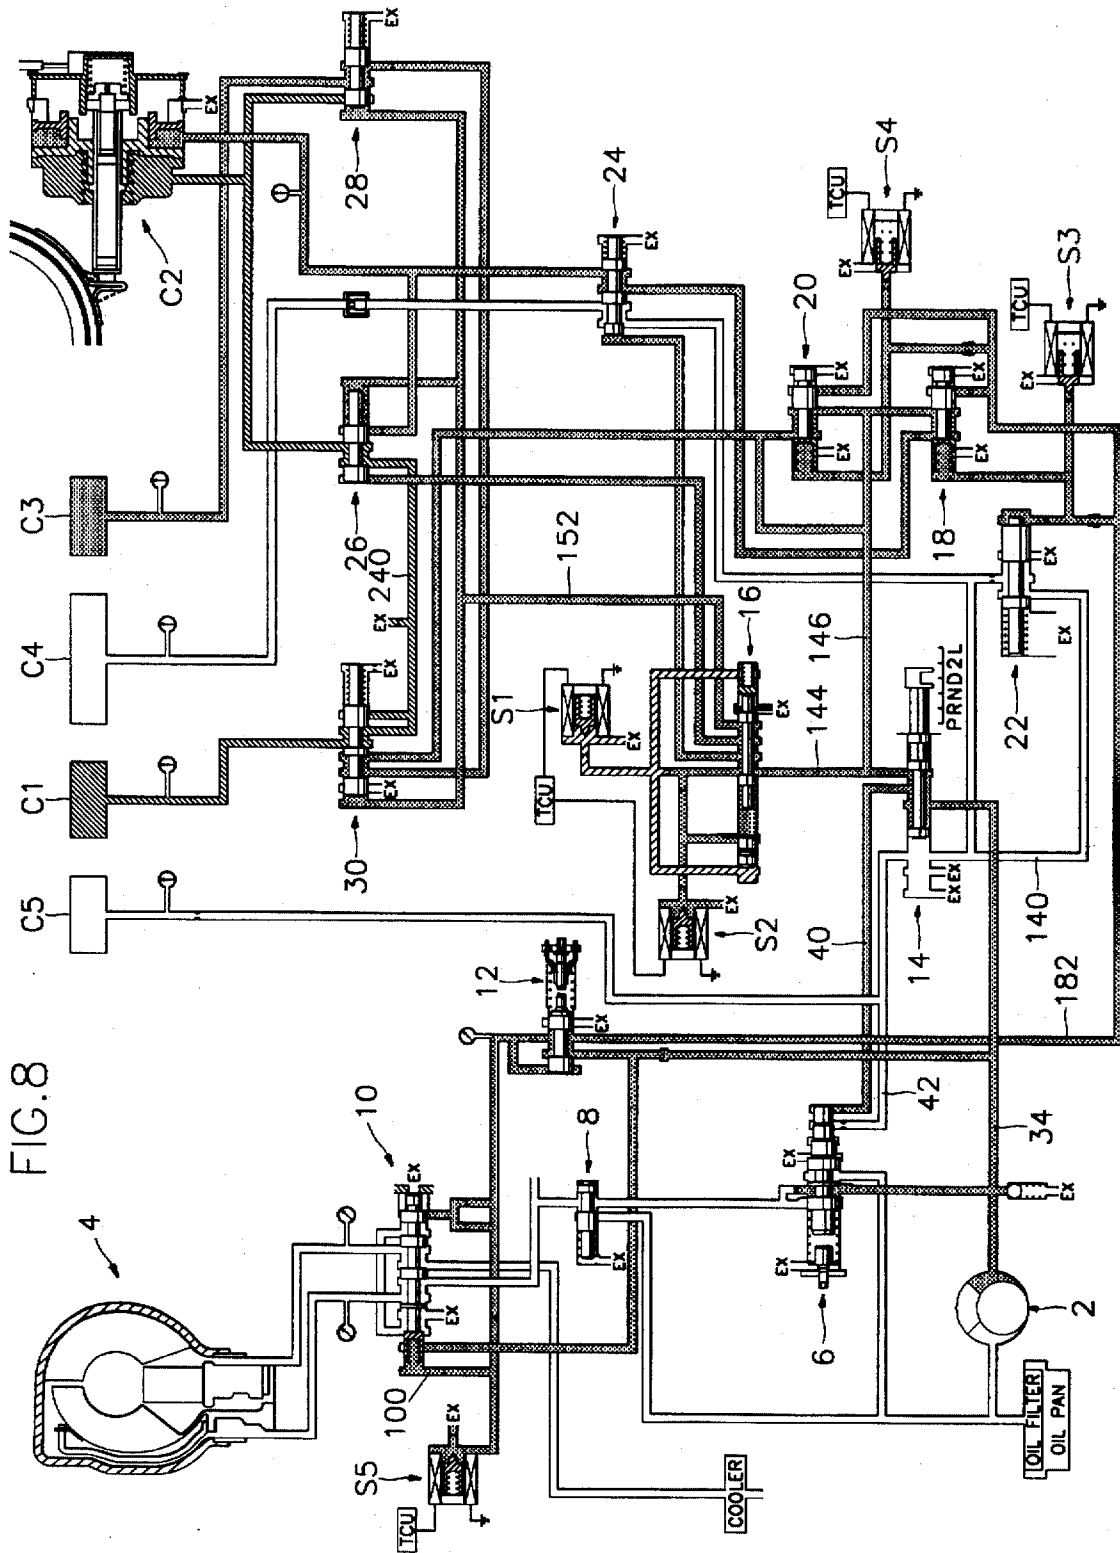 FIG.8
4
10
100
S5
TCU
EX
EX
EX
COOLER
8
EX
12
EX
6
EX
EX
2
EX
OIL FILTER
OIL PAN
34
42
40
182
140
14
EX
EX
EX
PRND2L
144
146
16
EX
S1
EX
TCU
S2
EX
152
C5
C1
C4
C3
C2
EX
30
EX
EX
240
EX
26
28
EX
24
EX
20
EX
EX
S4
TCU
EX
18
EX
EX
S3
TCU
EX
22
EX
EX